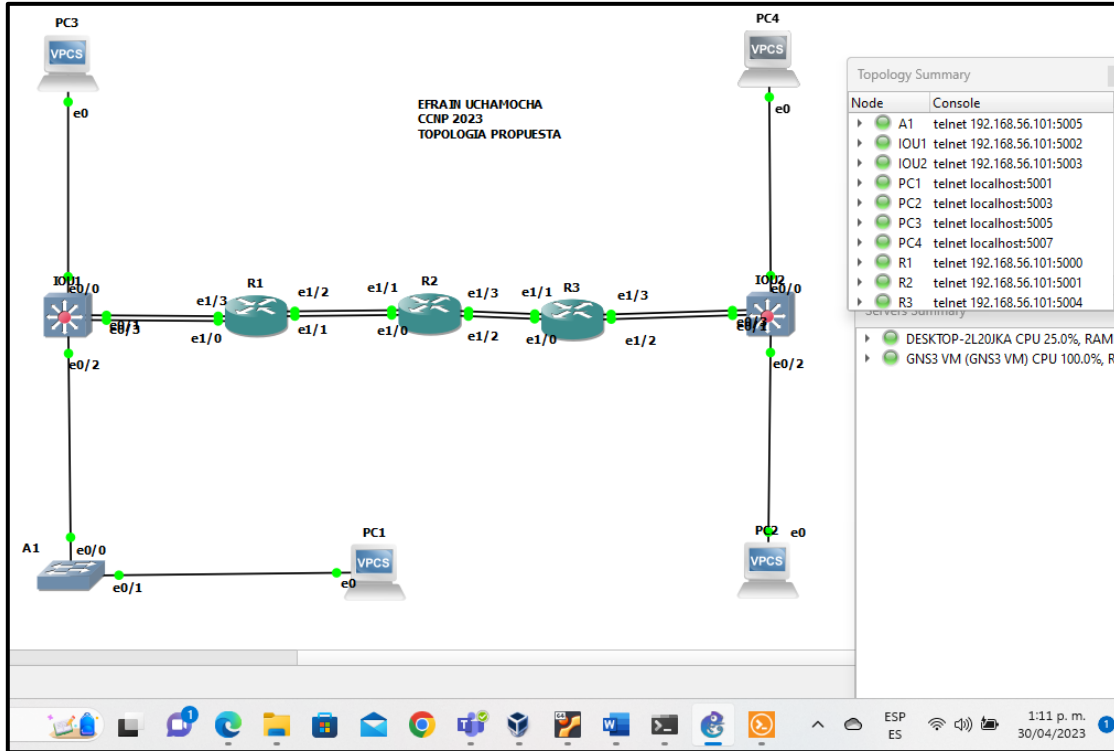 PC3
VPCS
e0
PC4
VPCS
e0
EFRAIN UCHAMOCHA
CCNP 2023
TOPOLOGIA PROPUESTA
Topology Summary
Node Console
A1 telnet 192.168.56.101:5005
IOU1 telnet 192.168.56.101:5002
IOU2 telnet 192.168.56.101:5003
PC1 telnet localhost:5001
PC2 telnet localhost:5003
PC3 telnet localhost:5005
PC4 telnet localhost:5007
R1 telnet 192.168.56.101:5000
R2 telnet 192.168.56.101:5001
R3 telnet 192.168.56.101:5004
Servers Summary
DESKTOP-2L20JKA CPU 25.0%, RAM
GNS3 VM (GNS3 VM) CPU 100.0%, R
IOU1
e0/0
e0/2
e1/3
R1
e1/2
e1/0
e1/1
e1/1
R2
e1/3
e1/0
e1/2
e1/1
R3
e1/3
e1/0
e1/2
IOU2
e0/0
e0/2
A1
e0/0
e0/1
PC1
VPCS
e0
PC2
e0
VPCS
1
ESP
ES
1:11 p. m.
30/04/2023
1